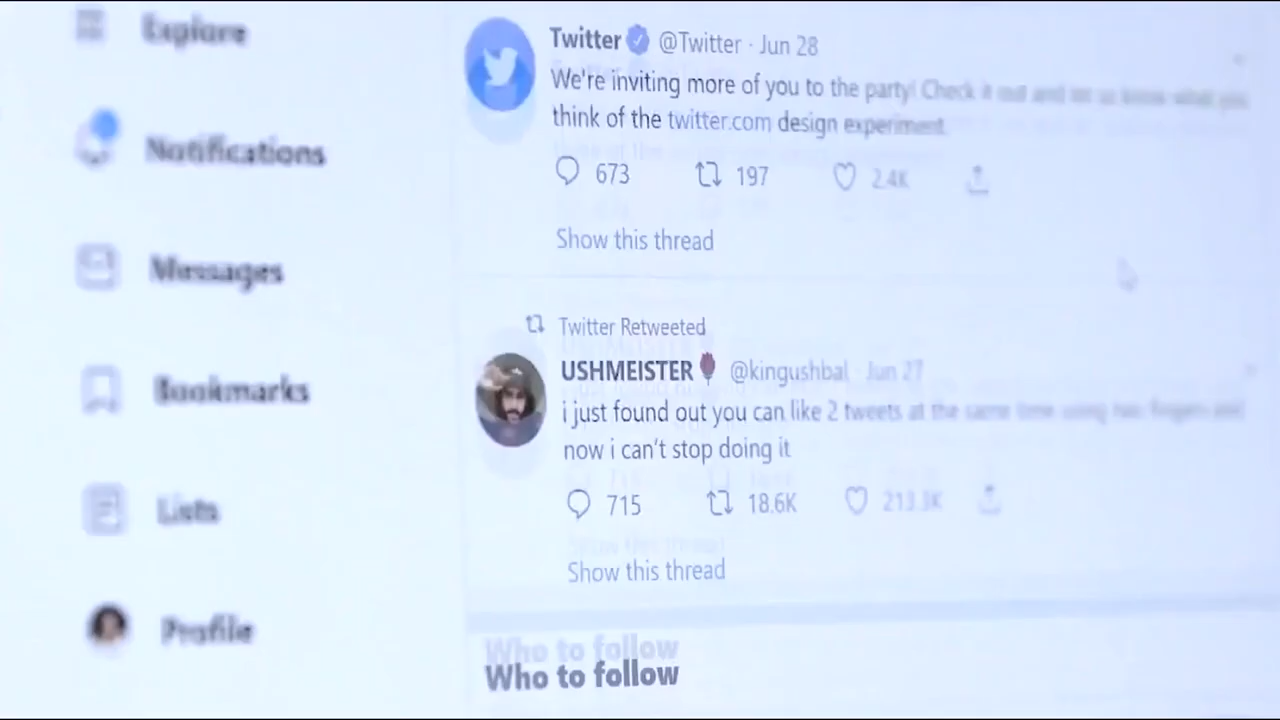 Explore
Notifications
Messages
Bookmarks
Lists
Profile
Twitter @Twitter · Jun 28
We're inviting more of you to the party! Check it out and let us know what you
think of the twitter.com design experiment
673 197 2.4K
Show this thread
Twitter Retweeted
USHMEISTER @kingushbal · Jun 27
i just found out you can like 2 tweets at the same time using two fingers and
now i can't stop doing it
715 18.6K 213.3K
Show this thread
Who to follow